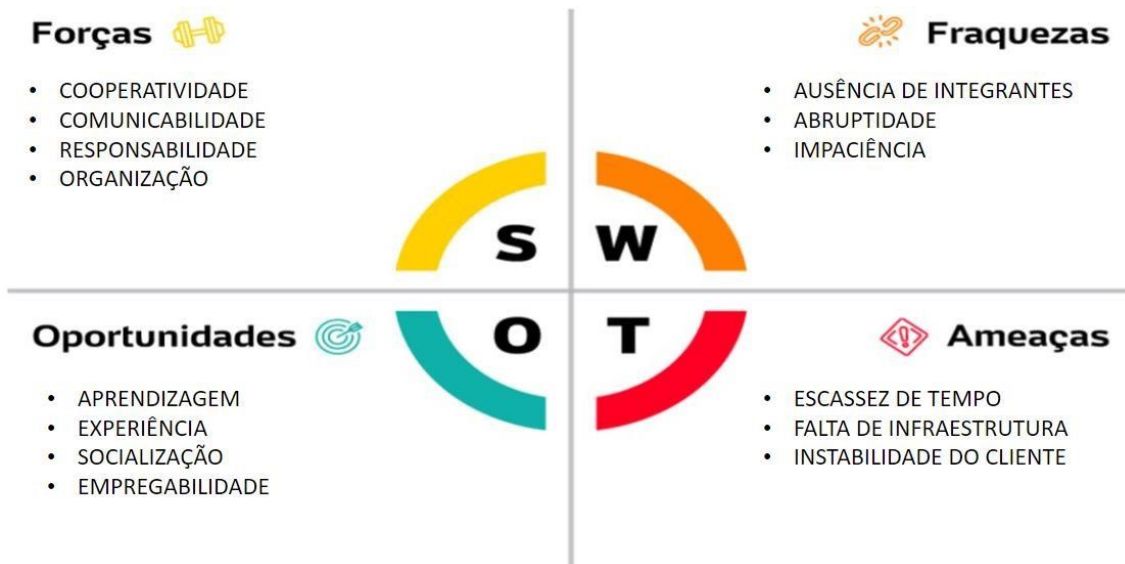 Forças
• COOPERATIVIDADE
• COMUNICABILIDADE
• RESPONSABILIDADE
• ORGANIZAÇÃO
Fraquezas
• AUSÊNCIA DE INTEGRANTES
• ABRUPTIDADE
• IMPACIÊNCIA
S W
O T
Oportunidades
• APRENDIZAGEM
• EXPERIÊNCIA
• SOCIALIZAÇÃO
• EMPREGABILIDADE
Ameaças
• ESCASSEZ DE TEMPO
• FALTA DE INFRAESTRUTURA
• INSTABILIDADE DO CLIENTE